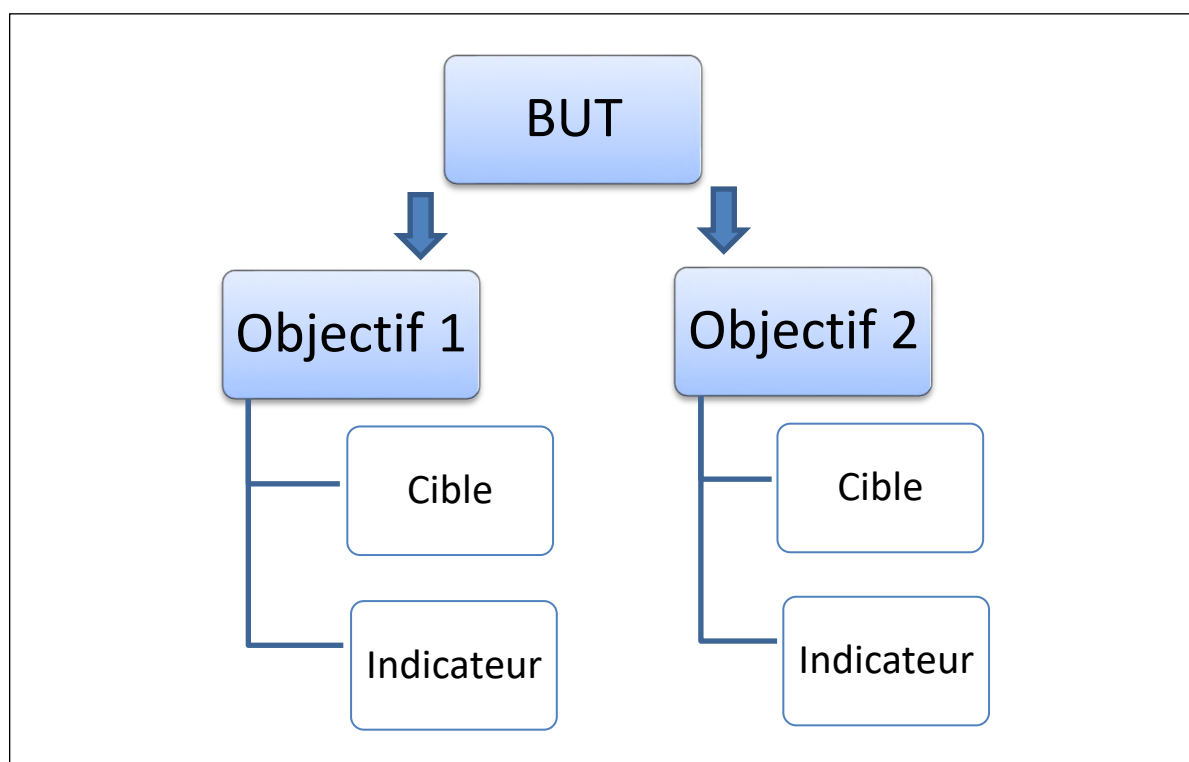 BUT
Objectif 1
Cible
Indicateur
Objectif 2
Cible
Indicateur